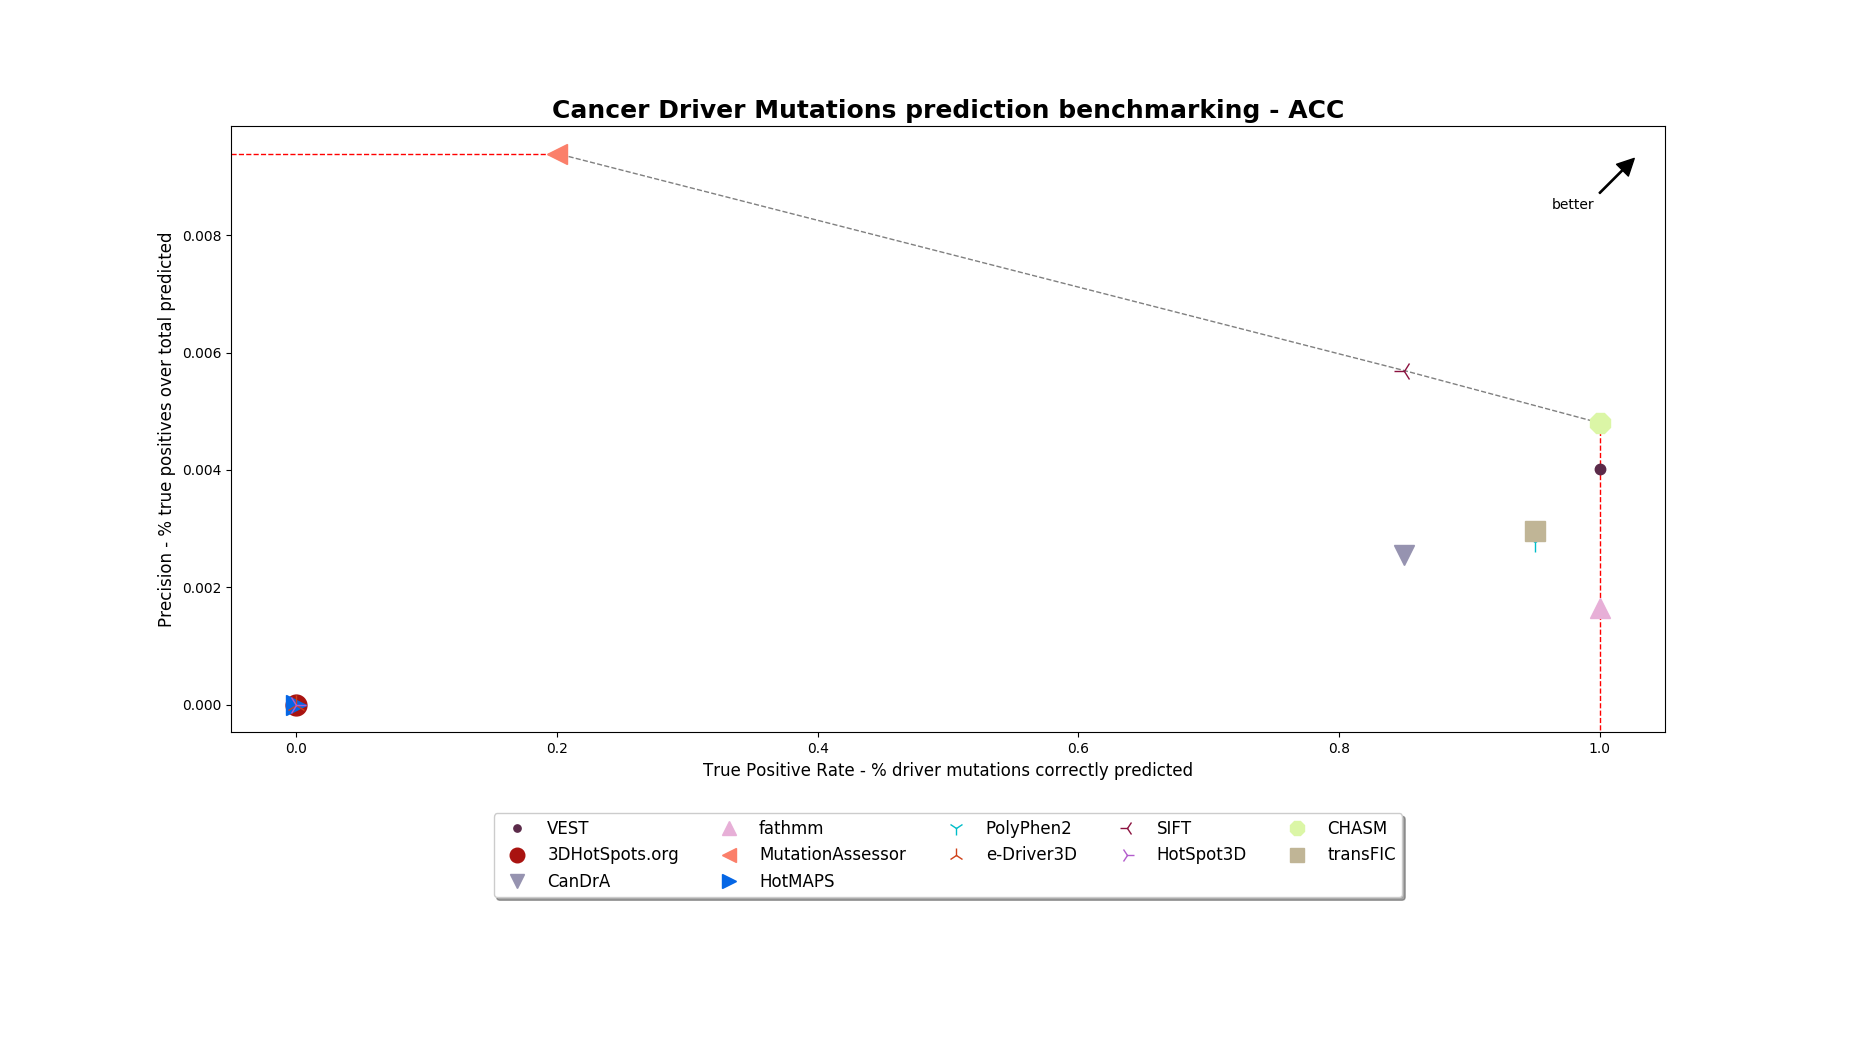 Cancer Driver Mutations prediction benchmarking - ACC
better
Precision - % true positives over total predicted
0.008
0.006
0.004
0.002
0.000
0.0 0.2 0.4 0.6 0.8 1.0
True Positive Rate - % driver mutations correctly predicted
VEST fathmm PolyPhen2 SIFT CHASM
3DHotSpots.org MutationAssessor e-Driver3D HotSpot3D transFIC
CanDrA HotMAPS